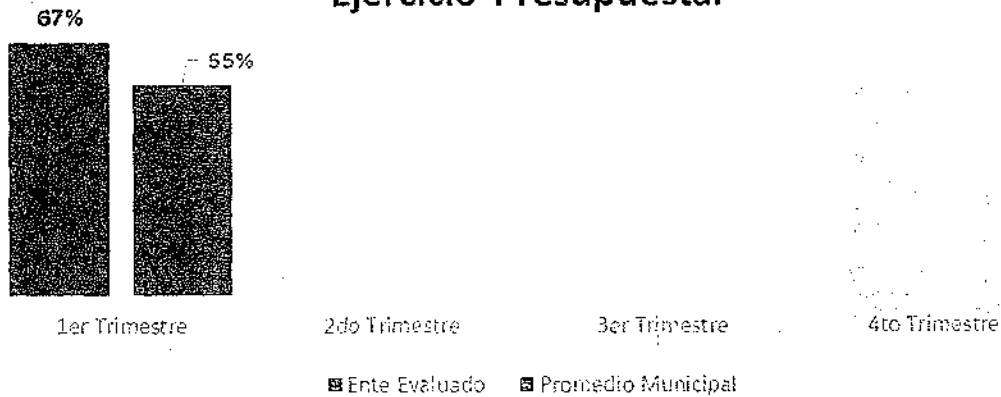 Ejercicio Presupuestal
67%
55%
1er Trimestre
2do Trimestre
3er Trimestre
4to Trimestre
Ente Evaluado
Promedio Municipal